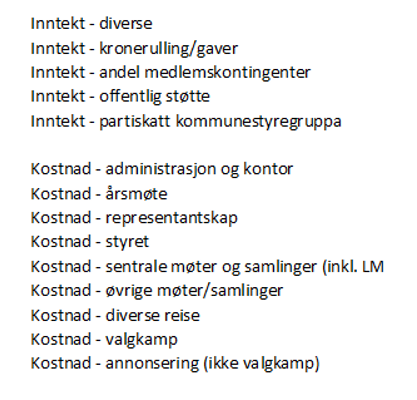 Inntekt - diverse
Inntekt - kronerulling/gaver
Inntekt - andel medlemskontingenter
Inntekt - offentlig støtte
Inntekt - partiskatt kommunestyregruppa
Kostnad - administrasjon og kontor
Kostnad - årsmøte
Kostnad - representantskap
Kostnad - styret
Kostnad - sentrale møter og samlinger (inkl. LM
Kostnad - øvrige møter/samlinger
Kostnad - diverse reise
Kostnad - valgkamp
Kostnad - annonsering (ikke valgkamp)